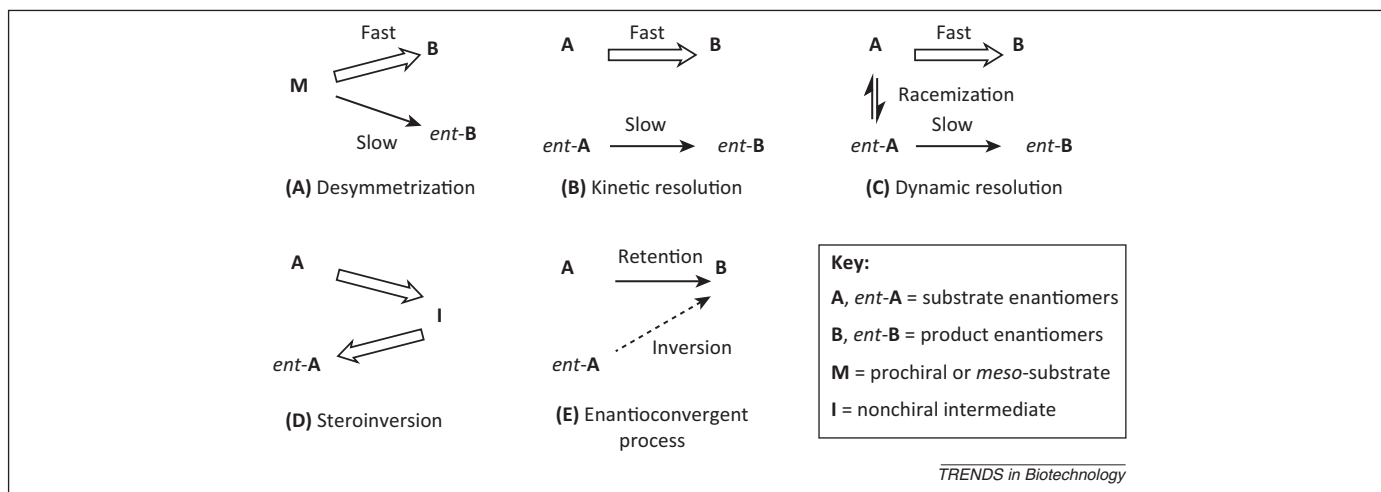 Fast
B
M
ent-B
Slow
(A) Desymmetrization
A
Fast
B
Slow
ent-A
ent-B
(B) Kinetic resolution
A
Fast
B
Racemization
Slow
ent-A
ent-B
(C) Dynamic resolution
A
I
ent-A
(D) Steroinversion
A
Retention
B
Inversion
ent-A
(E) Enantioconvergent
process
Key:
A, ent-A = substrate enantiomers
B, ent-B = product enantiomers
M = prochiral or meso-substrate
I = nonchiral intermediate
TRENDS in Biotechnology